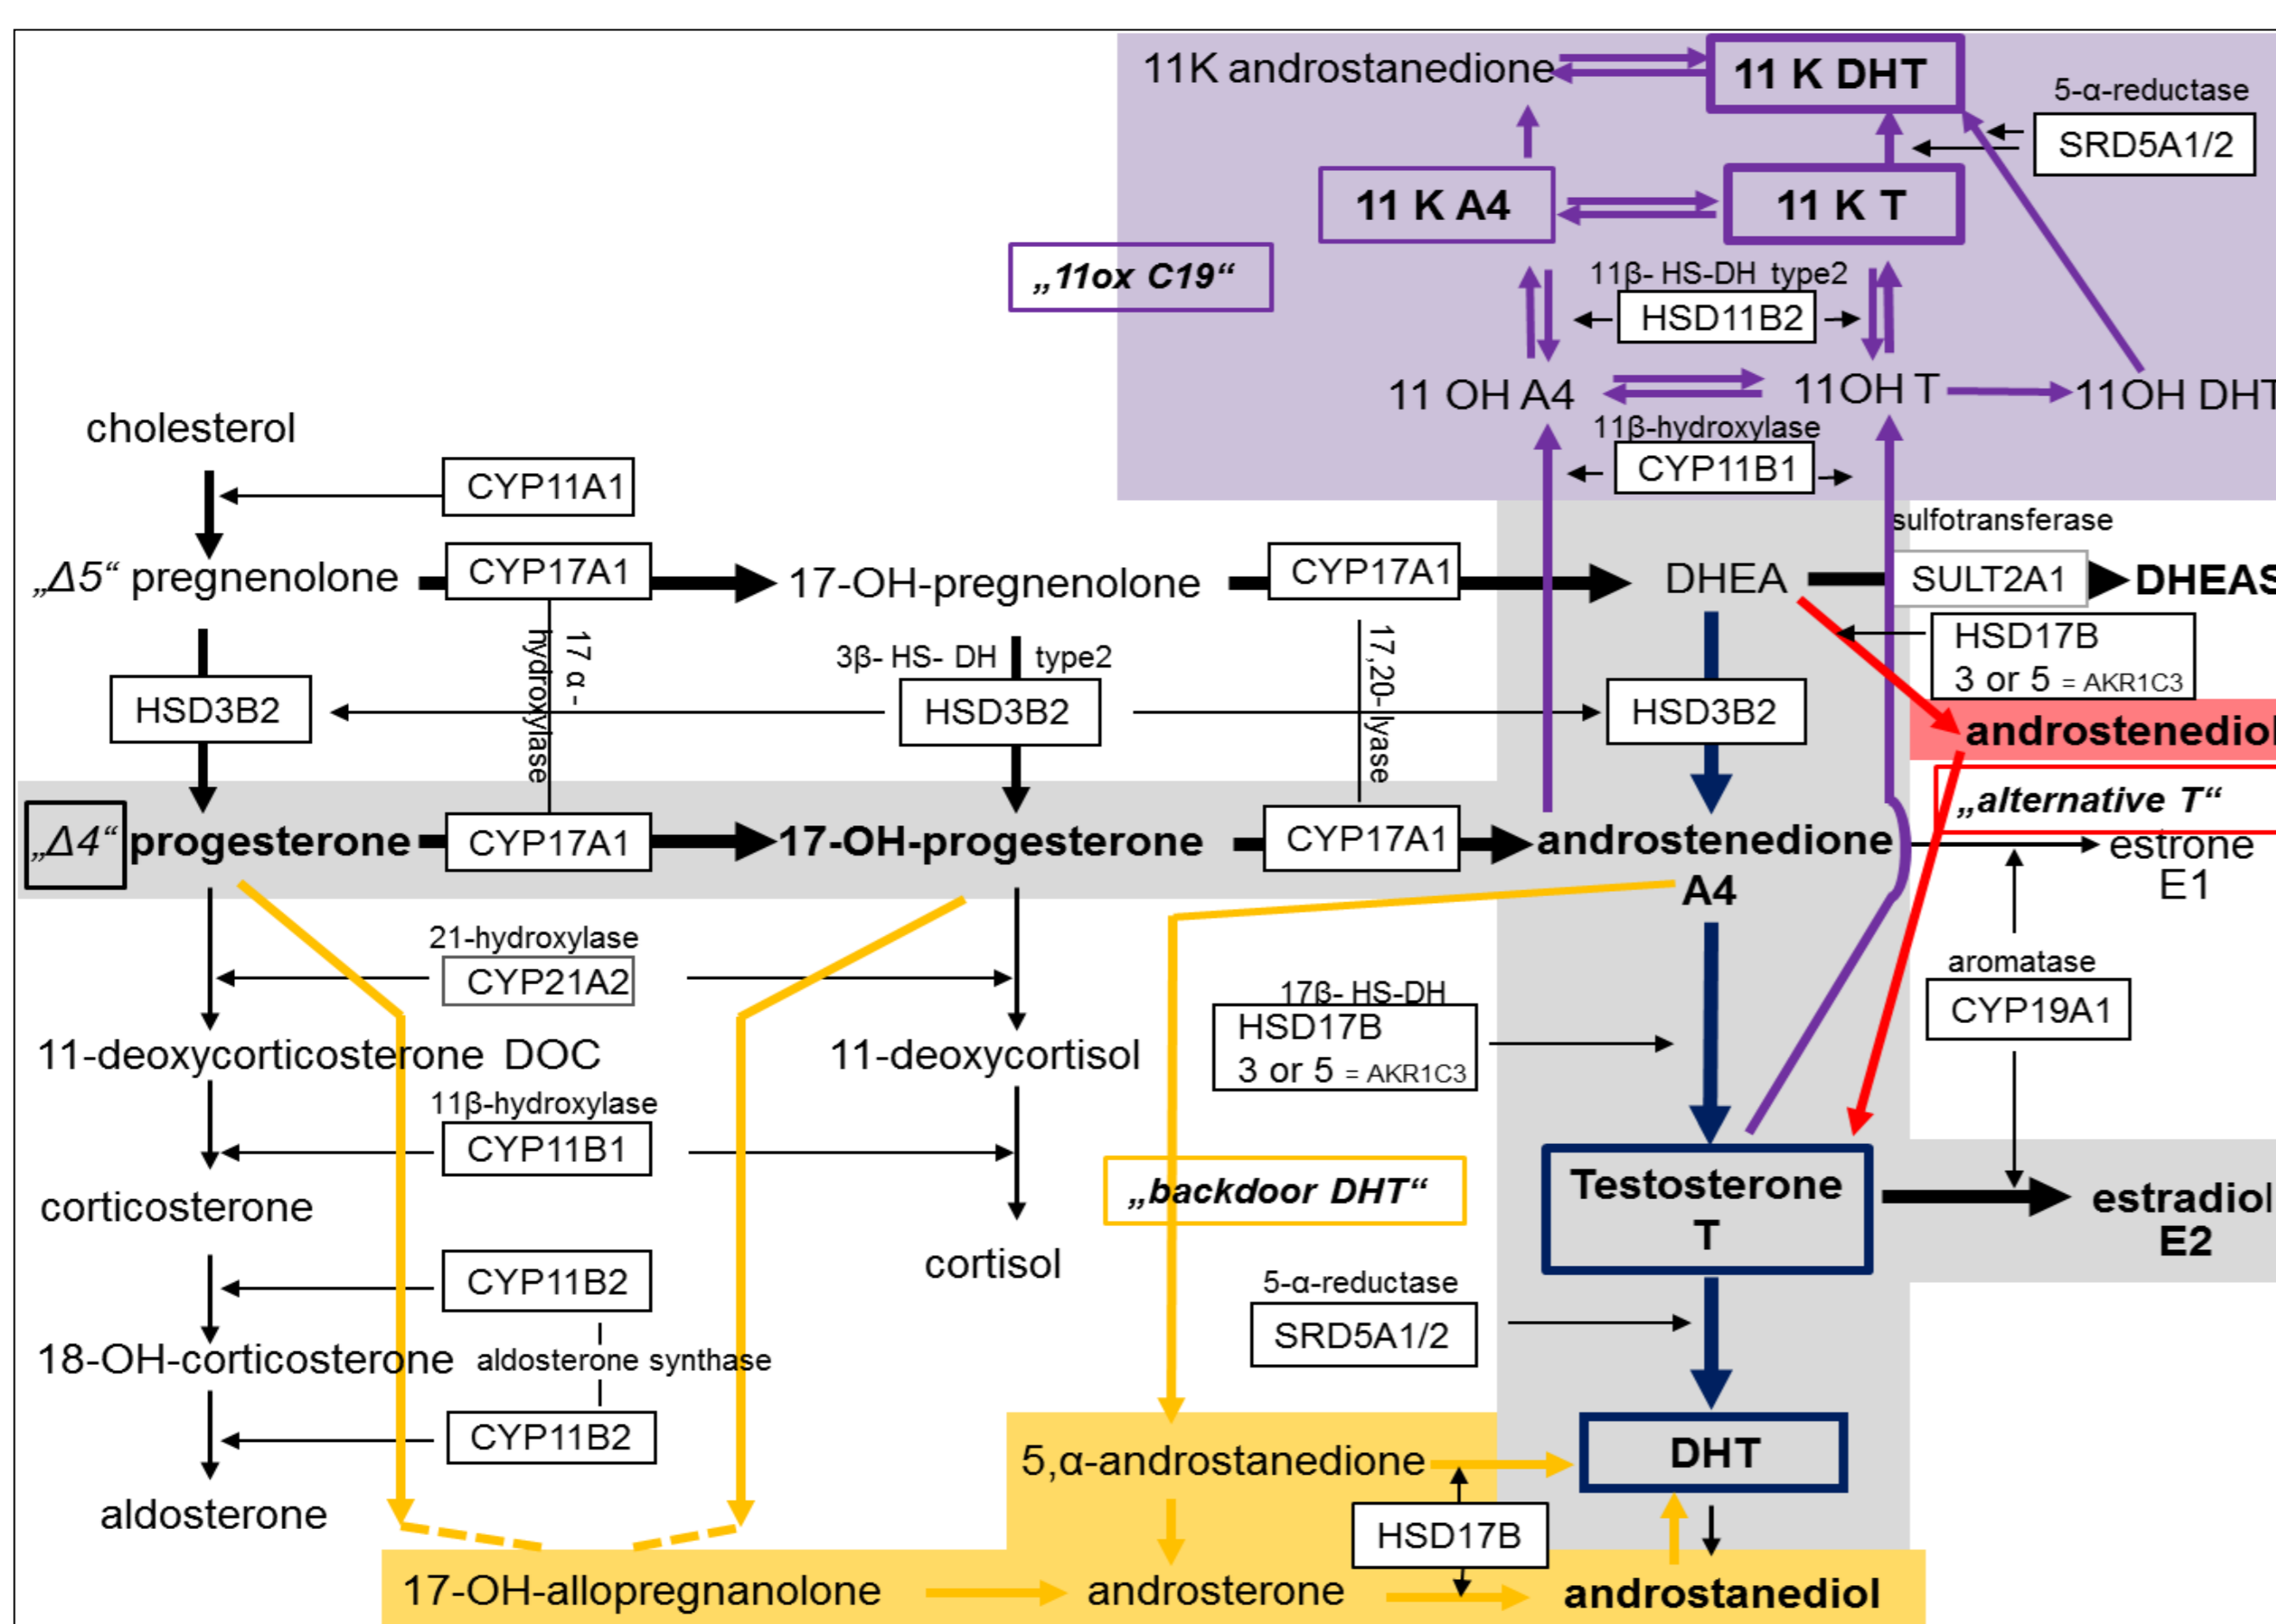 11K androstanedione
11 K DHT
5-α-reductase
SRD5A1/2
11 K A4
11 K T
„11ox C19“
11β- HS-DH type2
HSD11B2
11 OH A4
11OH T
11OH DHT
11β-hydroxylase
CYP11B1
cholesterol
CYP11A1
sulfotransferase
„Δ5“ pregnenolone
CYP17A1
17-OH-pregnenolone
CYP17A1
DHEA
SULT2A1
DHEAS
HSD17B
3 or 5 = AKR1C3
17 α -
hydroxylase
3β- HS- DH type2
17,20-lyase
HSD3B2
HSD3B2
HSD3B2
androstenediol
„alternative T“
„Δ4“ progesterone
CYP17A1
17-OH-progesterone
CYP17A1
androstenedione
A4
estrone
E1
21-hydroxylase
CYP21A2
aromatase
CYP19A1
17β- HS-DH
HSD17B
3 or 5 = AKR1C3
11-deoxycorticosterone DOC
11-deoxycortisol
11β-hydroxylase
CYP11B1
„backdoor DHT“
Testosterone
T
estradiol
E2
corticosterone
cortisol
CYP11B2
5-α-reductase
SRD5A1/2
18-OH-corticosterone
aldosterone synthase
CYP11B2
5,α-androstanedione
DHT
aldosterone
HSD17B
17-OH-allopregnanolone
androsterone
androstanediol